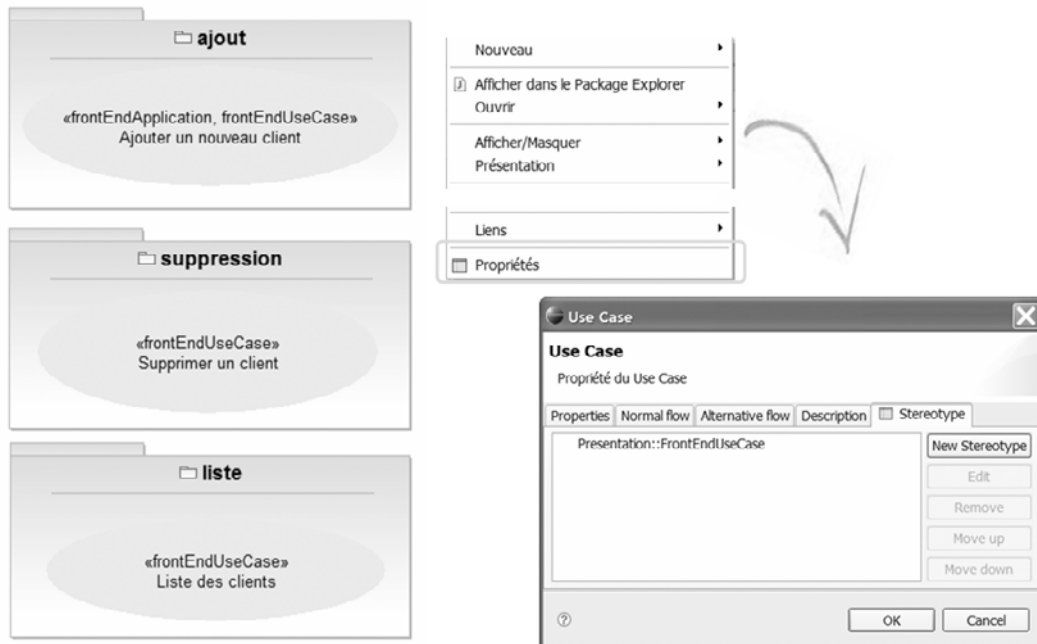 ajout
«frontEndApplication, frontEndUseCase»
Ajouter un nouveau client
suppression
«frontEndUseCase»
Supprimer un client
liste
«frontEndUseCase»
Liste des clients
Nouveau
Afficher dans le Package Explorer
Ouvrir
Afficher/Masquer
Présentation
Liens
Propriétés
Use Case
Use Case
Propriété du Use Case
Properties Normal flow Alternative flow Description Stereotype
Presentation::FrontEndUseCase
New Stereotype
Edit
Remove
Move up
Move down
OK Cancel